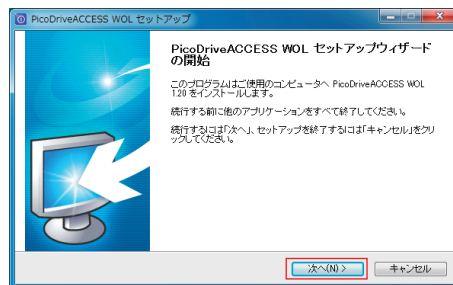 PicoDriveACCESS WOL セットアップ
PicoDriveACCESS WOL セットアップウィザード
の開始
このプログラムはご使用のコンピュータへ PicoDriveACCESS WOL
1.20 をインストールします。
続行する前に他のアプリケーションをすべて終了してください。
続行するには「次へ」、セットアップを終了するには「キャンセル」をクリ
ックしてください。
次へ(N) >
キャンセル